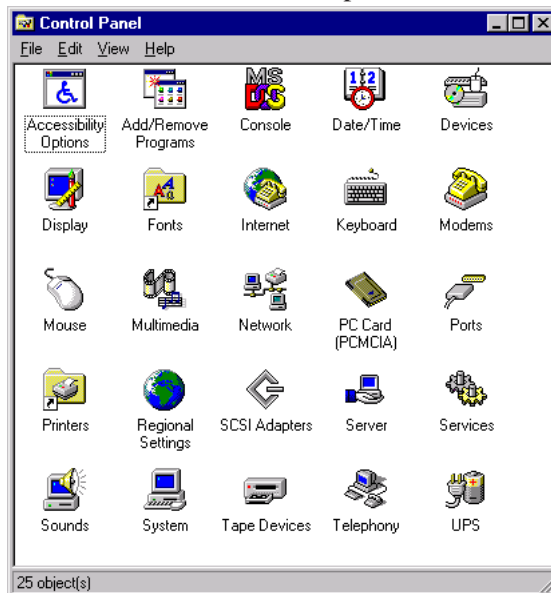 Control Panel
File Edit View Help
MS
DOS
1 2
Accessibility Options
Add/Remove Programs
Console
Date/Time
Devices
Display
Fonts
Internet
Keyboard
Modems
Mouse
Multimedia
Network
PC Card (PCMCIA)
Ports
Printers
Regional Settings
SCSI Adapters
Server
Services
Sounds
System
Tape Devices
Telephony
UPS
25 object(s)